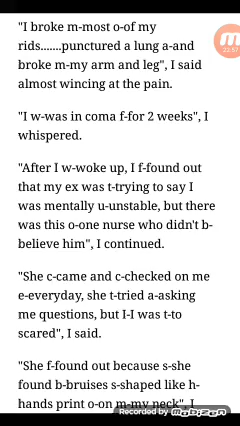 "I broke m-most o-of my
rids.......punctured a lung a-and
broke m-my arm and leg", I said
almost wincing at the pain.
"I w-was in coma f-for 2 weeks", I
whispered.
"After I w-woke up, I f-found out
that my ex was t-trying to say I
was mentally u-unstable, but there
was this o-one nurse who didn't b-
believe him", I continued.
"She c-came and c-checked on me
e-everyday, she t-tried a-asking
me questions, but I-I was t-to
scared", I said.
"She f-found out because s-she
found b-bruises s-shaped like h-
hands print o-on m-my neck", I
Recorded by mobizen